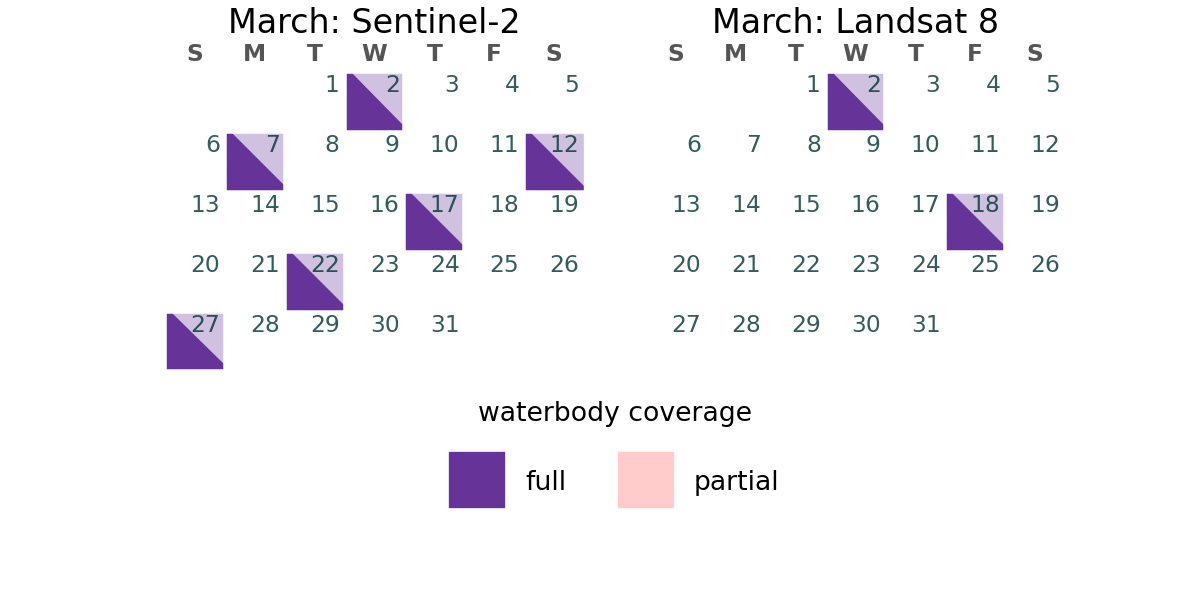 March: Sentinel-2
S M T W T F S
1 2 3 4 5
6 7 8 9 10 11 12
13 14 15 16 17 18 19
20 21 22 23 24 25 26
27 28 29 30 31
March: Landsat 8
S M T W T F S
1 2 3 4 5
6 7 8 9 10 11 12
13 14 15 16 17 18 19
20 21 22 23 24 25 26
27 28 29 30 31
waterbody coverage
full partial